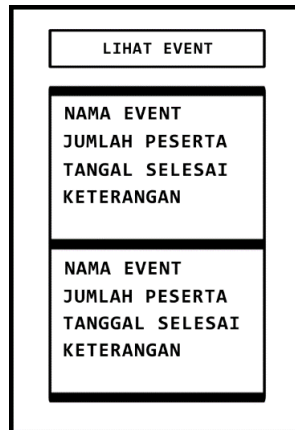 LIHAT EVENT
NAMA EVENT
JUMLAH PESERTA
TANGAL SELESAI
KETERANGAN
NAMA EVENT
JUMLAH PESERTA
TANGGAL SELESAI
KETERANGAN